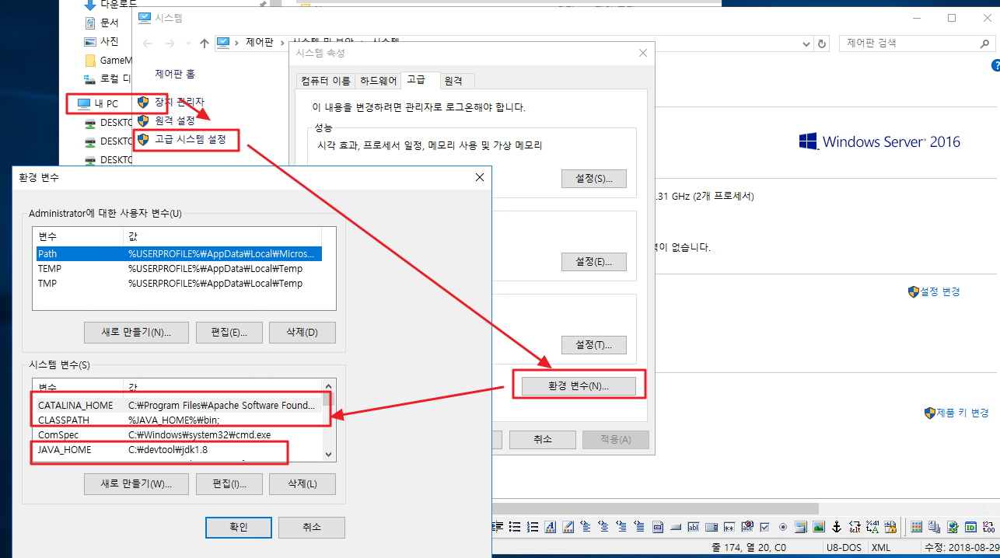 다운로드
문서
사진
GameM
로컬 디
내 PC
DESKTC
DESKTC
DESKTC
시스템
제어판
시스템
제어판 검색
제어판 홈
장치 관리자
원격 설정
고급 시스템 설정
시스템 속성
컴퓨터 이름 하드웨어 고급 원격
이 내용을 변경하려면 관리자로 로그온해야 합니다.
성능
시각 효과, 프로세서 일정, 메모리 사용 및 가상 메모리
설정(S)...
설정(E)...
설정(T)...
환경 변수(N)...
취소 적용(A)
Windows Server® 2016
.31 GHz (2개 프로세서)
이 없습니다.
설정 변경
제품 키 변경
환경 변수
Administrator에 대한 사용자 변수(U)
변수 값
Path %USERPROFILE%₩AppData₩Local₩Micros...
TEMP %USERPROFILE%₩AppData₩Local₩Temp
TMP %USERPROFILE%₩AppData₩Local₩Temp
새로 만들기(N)... 편집(E)... 삭제(D)
시스템 변수(S)
변수 값
CATALINA_HOME C:₩Program Files₩Apache Software Found...
CLASSPATH %JAVA_HOME%₩bin;
ComSpec C:₩Windows₩system32₩cmd.exe
JAVA_HOME C:₩devtool₩jdk1.8
새로 만들기(W)... 편집(I)... 삭제(L)
확인 취소
줄 174, 열 20, C0 U8-DOS XML 수정: 2018-08-29